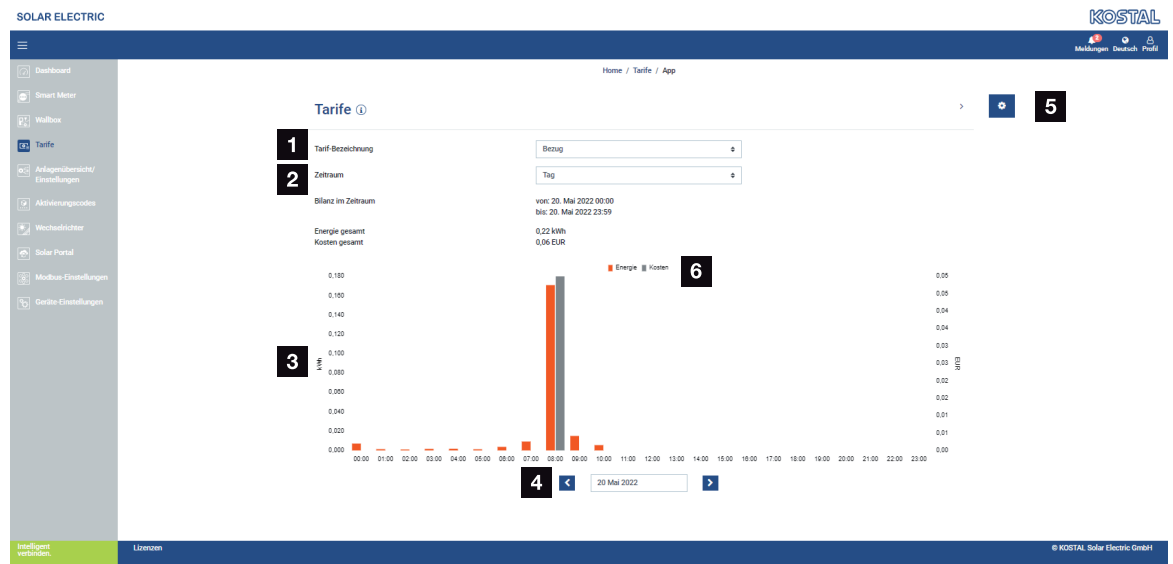 SOLAR ELECTRIC
KOSTAL
2
Meldungen Deutsch Profil
Dashboard
Smart Meter
Wallbox
Tarife
Anlagenübersicht/
Einstellungen
Aktivierungscodes
Wechselrichter
Solar Portal
Modbus-Einstellungen
Geräte-Einstellungen
Home / Tarife / App
Tarife
5
1 Tarif-Bezeichnung Bezug
2 Zeitraum Tag
Bilanz im Zeitraum von: 20. Mai 2022 00:00
bis: 20. Mai 2022 23:59
Energie gesamt 0,22 kWh
Kosten gesamt 0,06 EUR
Energie Kosten 6
0,180 0,05
0,160 0,05
0,140 0,04
0,120 0,04
0,100 0,03
0,080 0,03
0,060 0,02
0,040 0,02
0,020 0,01
0,000 0,01
0,00
3 kWh EUR
00:00 01:00 02:00 03:00 04:00 05:00 06:00 07:00 08:00 09:00 10:00 11:00 12:00 13:00 14:00 15:00 16:00 17:00 18:00 19:00 20:00 21:00 22:00 23:00
4 20 Mai 2022
Intelligent
verbinden.
Lizenzen
© KOSTAL Solar Electric GmbH